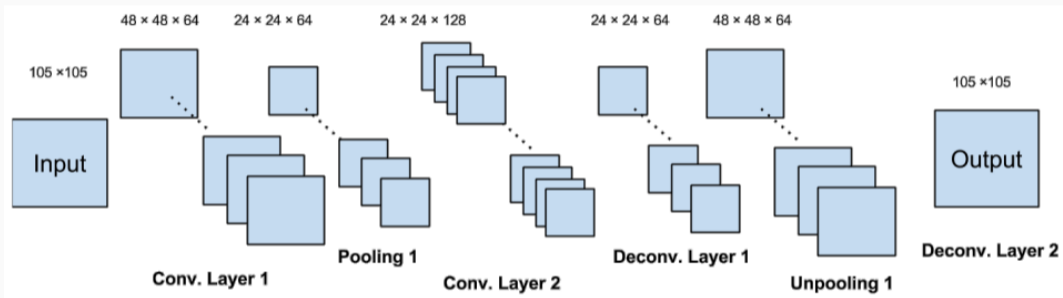 48 × 48 × 64
24 × 24 × 64
24 × 24 × 128
24 × 24 × 64
48 × 48 × 64
105 ×105
105 ×105
Input
Output
Conv. Layer 1
Pooling 1
Conv. Layer 2
Deconv. Layer 1
Unpooling 1
Deconv. Layer 2